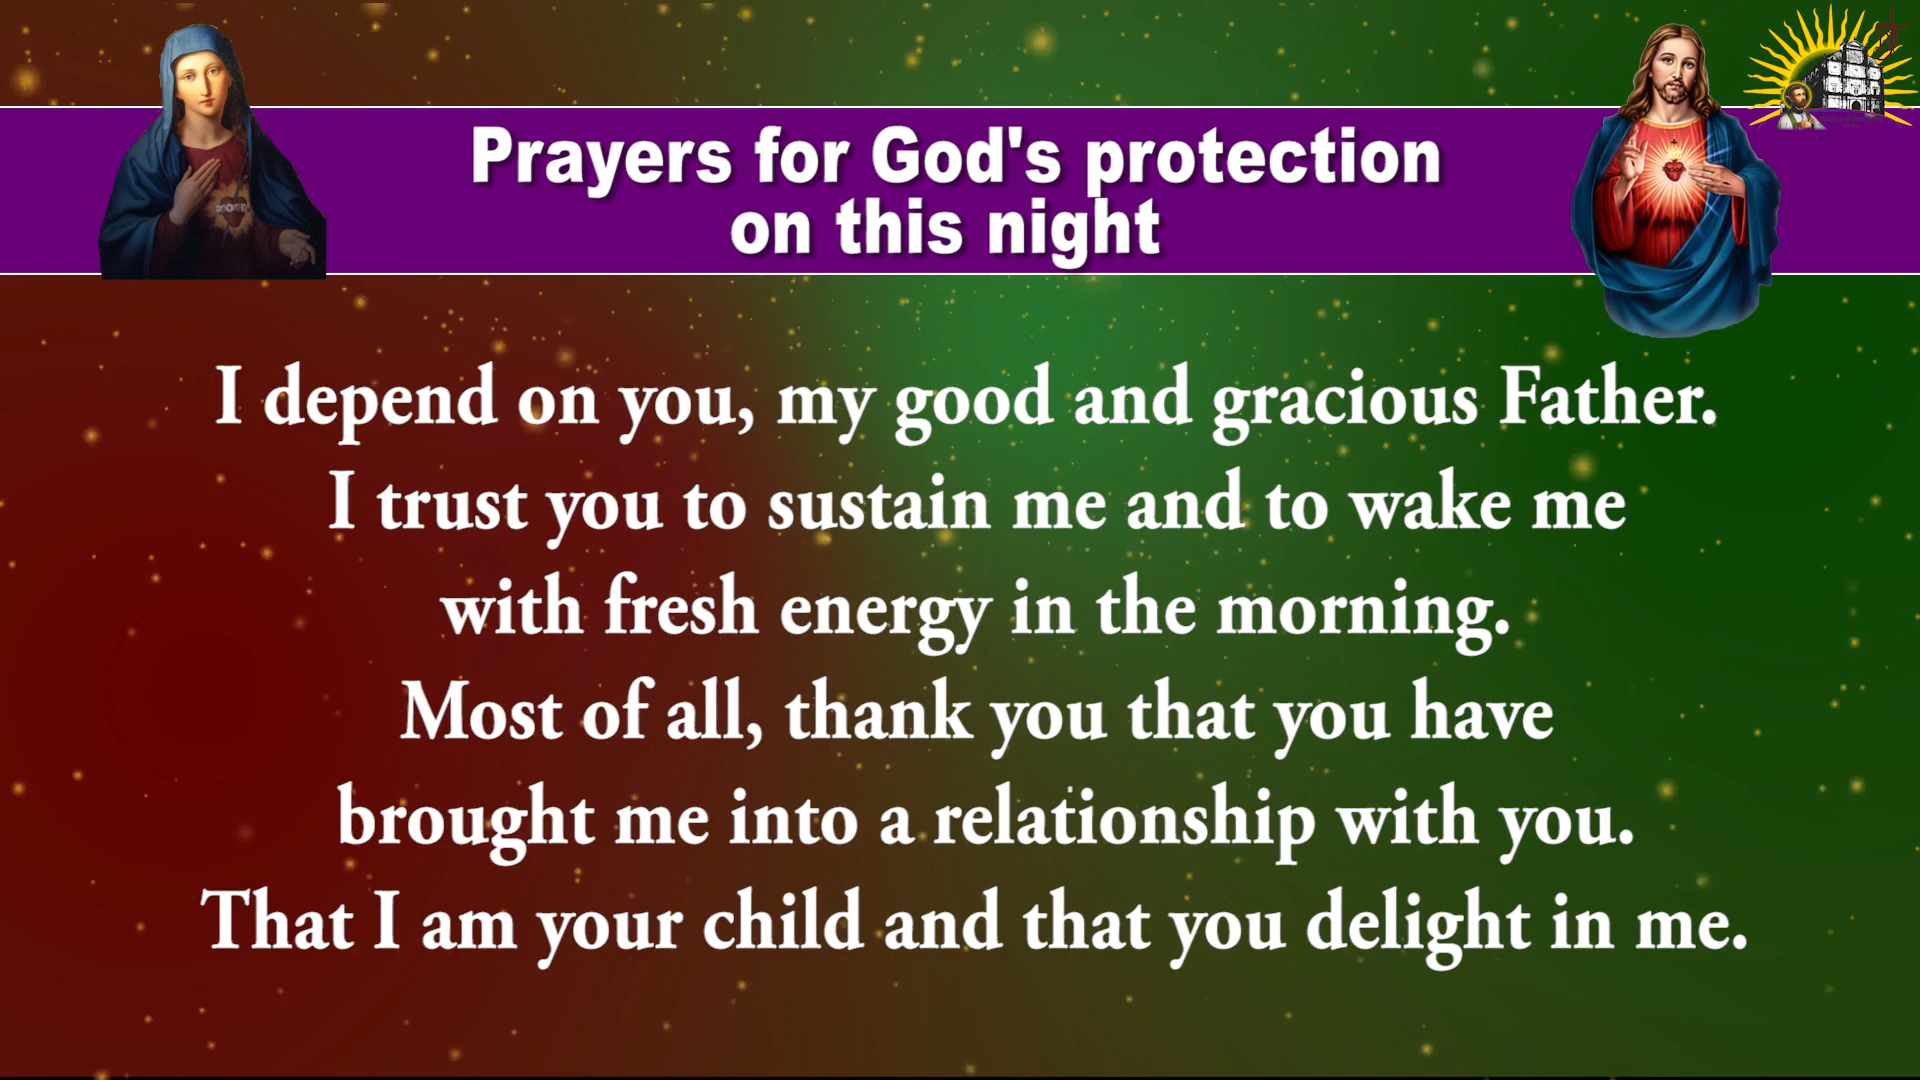 Prayers for God's protection
on this night
I depend on you, my good and gracious Father.
I trust you to sustain me and to wake me
with fresh energy in the morning.
Most of all, thank you that you have
brought me into a relationship with you.
That I am your child and that you delight in me.